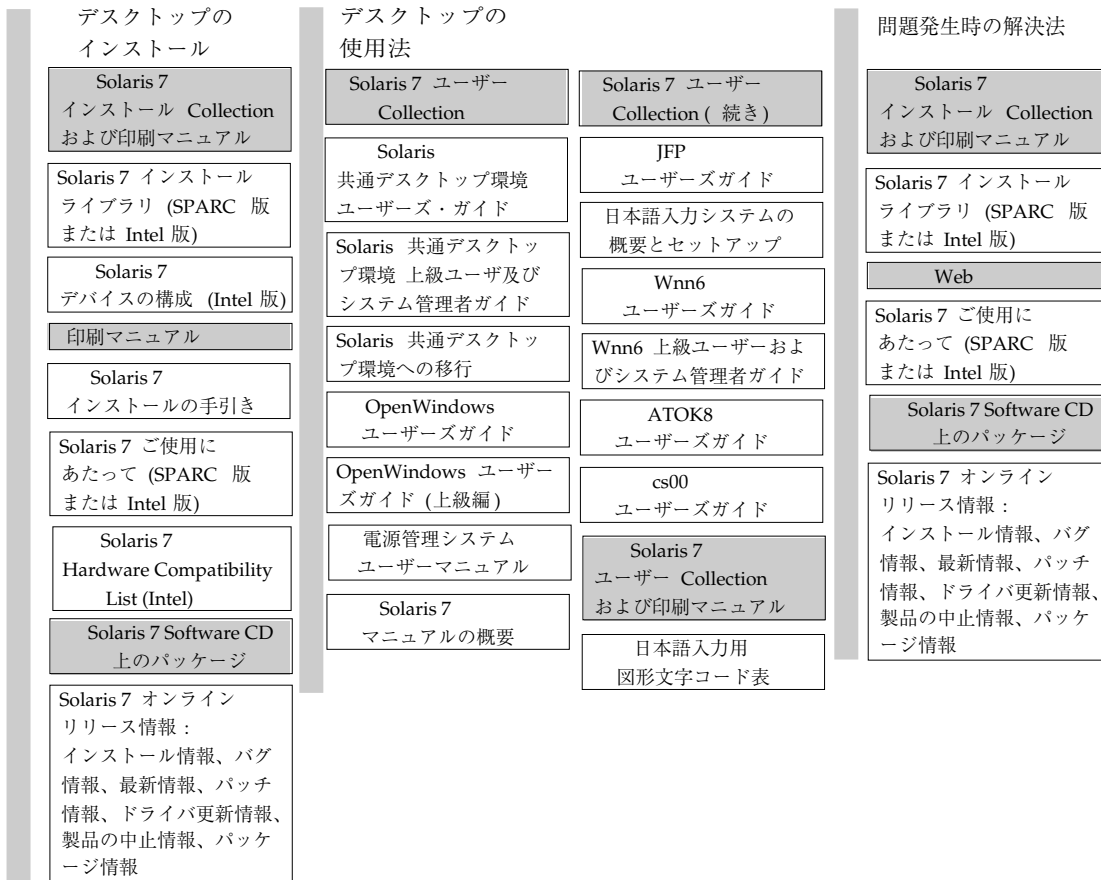 デスクトップの
インストール
Solaris 7
インストール Collection
および印刷マニュアル
Solaris 7 インストール
ライブラリ (SPARC 版
または Intel 版)
Solaris 7
デバイスの構成 (Intel 版)
印刷マニュアル
Solaris 7
インストールの手引き
Solaris 7 ご使用に
あたって (SPARC 版
または Intel 版)
Solaris 7
Hardware Compatibility
List (Intel)
Solaris 7 Software CD
上のパッケージ
Solaris 7 オンライン
リリース情報 :
インストール情報、バグ
情報、最新情報、パッチ
情報、ドライバ更新情報、
製品の中止情報、パッケ
ージ情報
デスクトップの
使用法
Solaris 7 ユーザー
Collection
Solaris
共通デスクトップ環境
ユーザーズ・ガイド
Solaris 共通デスクトッ
プ環境 上級ユーザ及び
システム管理者ガイド
Solaris 共通デスクトッ
プ環境への移行
OpenWindows
ユーザーズガイド
OpenWindows ユーザー
ズガイド (上級編)
電源管理システム
ユーザーマニュアル
Solaris 7
マニュアルの概要
Solaris 7 ユーザー
Collection ( 続き)
JFP
ユーザーズガイド
日本語入力システムの
概要とセットアップ
Wnn6
ユーザーズガイド
Wnn6 上級ユーザーおよ
びシステム管理者ガイド
ATOK8
ユーザーズガイド
cs00
ユーザーズガイド
Solaris 7
ユーザー Collection
および印刷マニュアル
日本語入力用
図形文字コード表
問題発生時の解決法
Solaris 7
インストール Collection
および印刷マニュアル
Solaris 7 インストール
ライブラリ (SPARC 版
または Intel 版)
Web
Solaris 7 ご使用に
あたって (SPARC 版
または Intel 版)
Solaris 7 Software CD
上のパッケージ
Solaris 7 オンライン
リリース情報 :
インストール情報、バグ
情報、最新情報、パッチ
情報、ドライバ更新情報、
製品の中止情報、パッケ
ージ情報